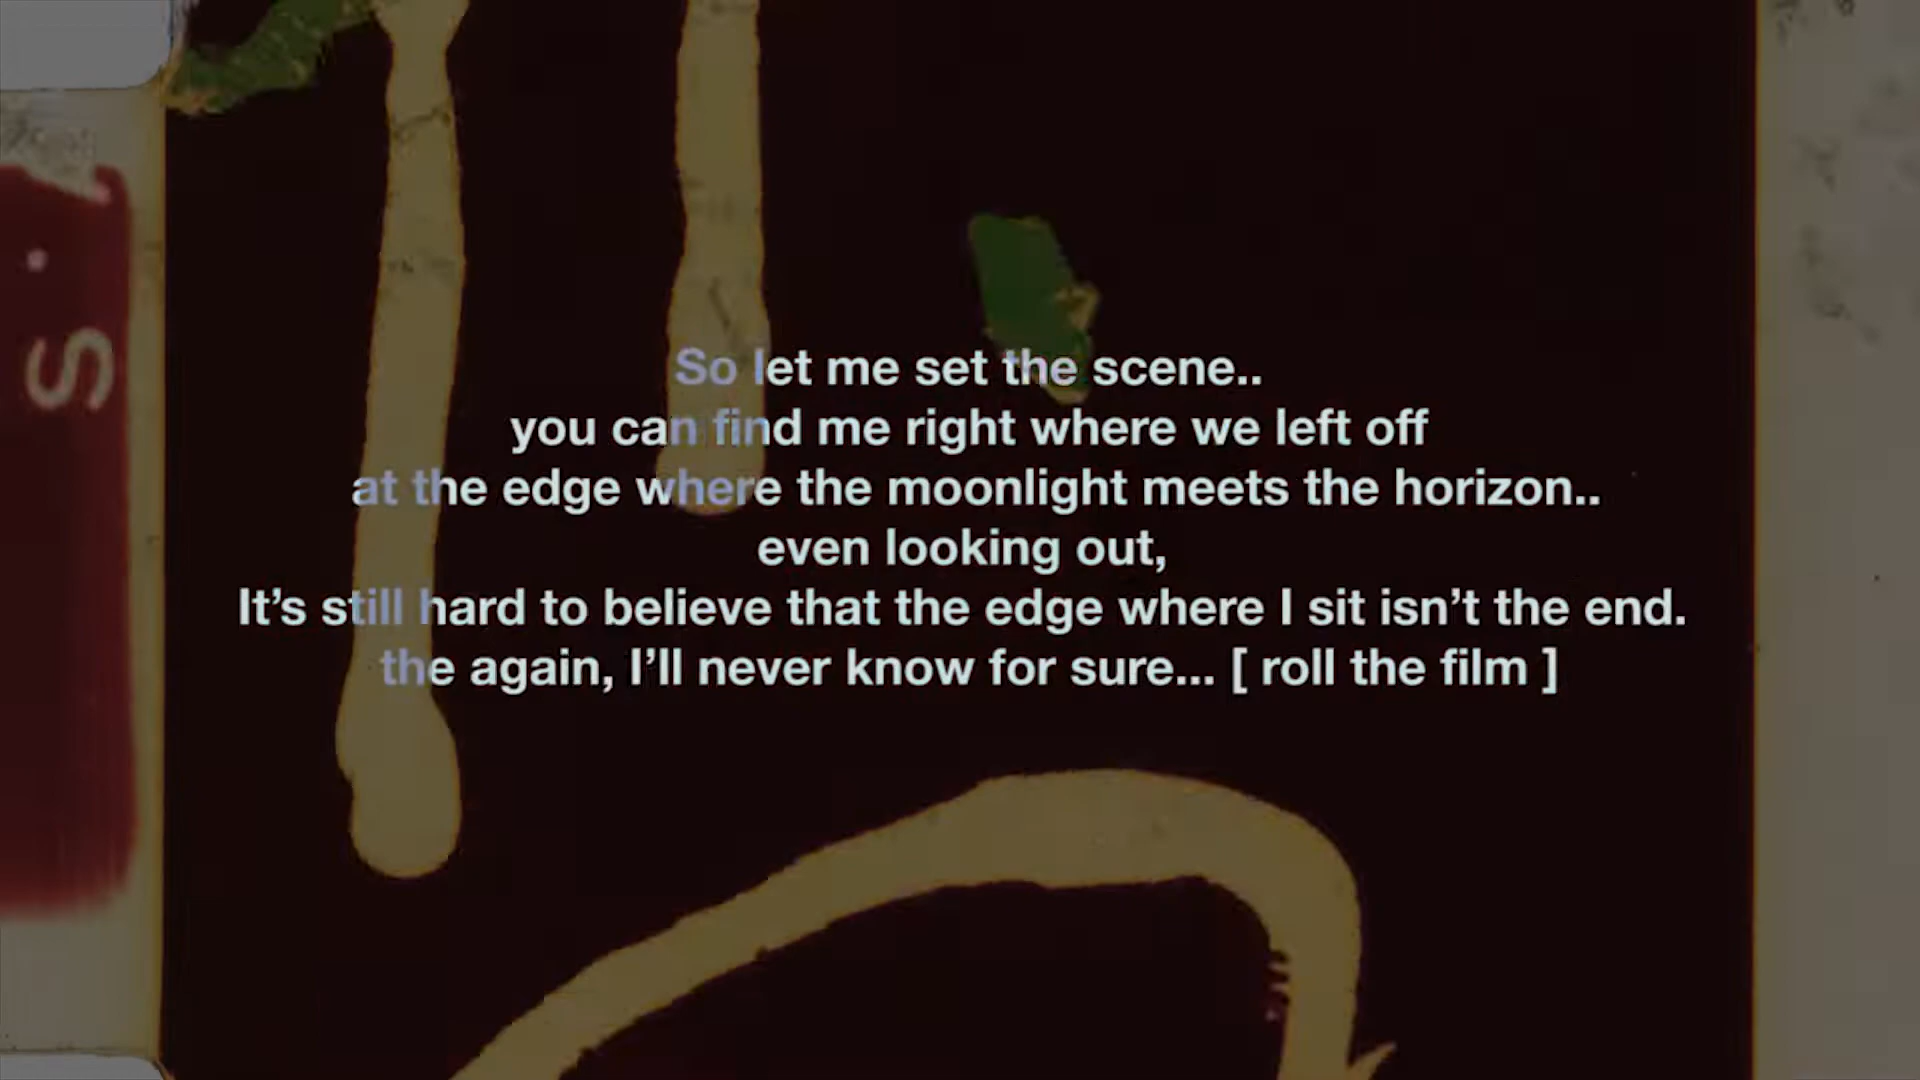 So let me set the scene..
you can find me right where we left off
at the edge where the moonlight meets the horizon..
even looking out,
It’s still hard to believe that the edge where I sit isn’t the end.
the again, I’ll never know for sure... [ roll the film ]
S.